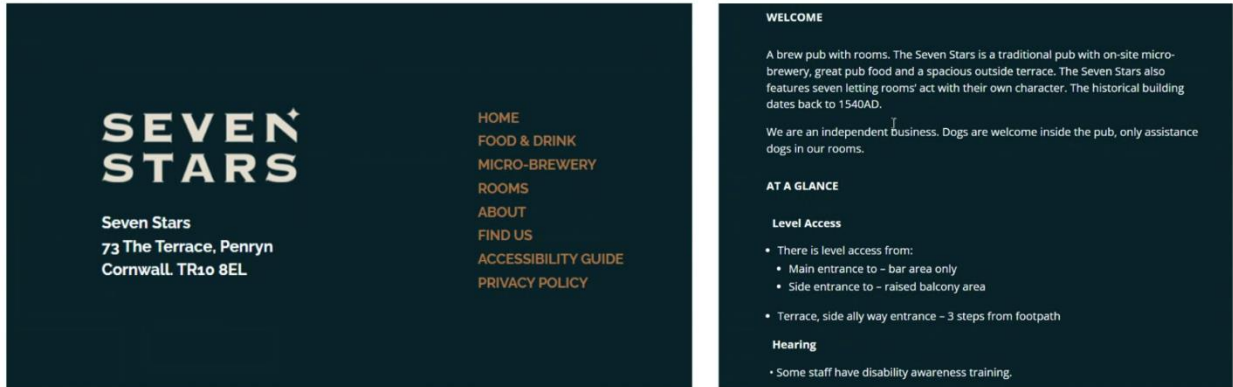 SEVEN
STARS
Seven Stars
73 The Terrace, Penryn
Cornwall. TR10 8EL
HOME
FOOD & DRINK
MICRO-BREWERY
ROOMS
ABOUT
FIND US
ACCESSIBILITY GUIDE
PRIVACY POLICY
WELCOME
A brew pub with rooms. The Seven Stars is a traditional pub with on-site micro-
brewery, great pub food and a spacious outside terrace. The Seven Stars also
features seven letting rooms' act with their own character. The historical building
dates back to 1540AD.
We are an independent business. Dogs are welcome inside the pub, only assistance
dogs in our rooms.
AT A GLANCE
Level Access
• There is level access from:
• Main entrance to – bar area only
• Side entrance to – raised balcony area
• Terrace, side ally way entrance – 3 steps from footpath
Hearing
• Some staff have disability awareness training.